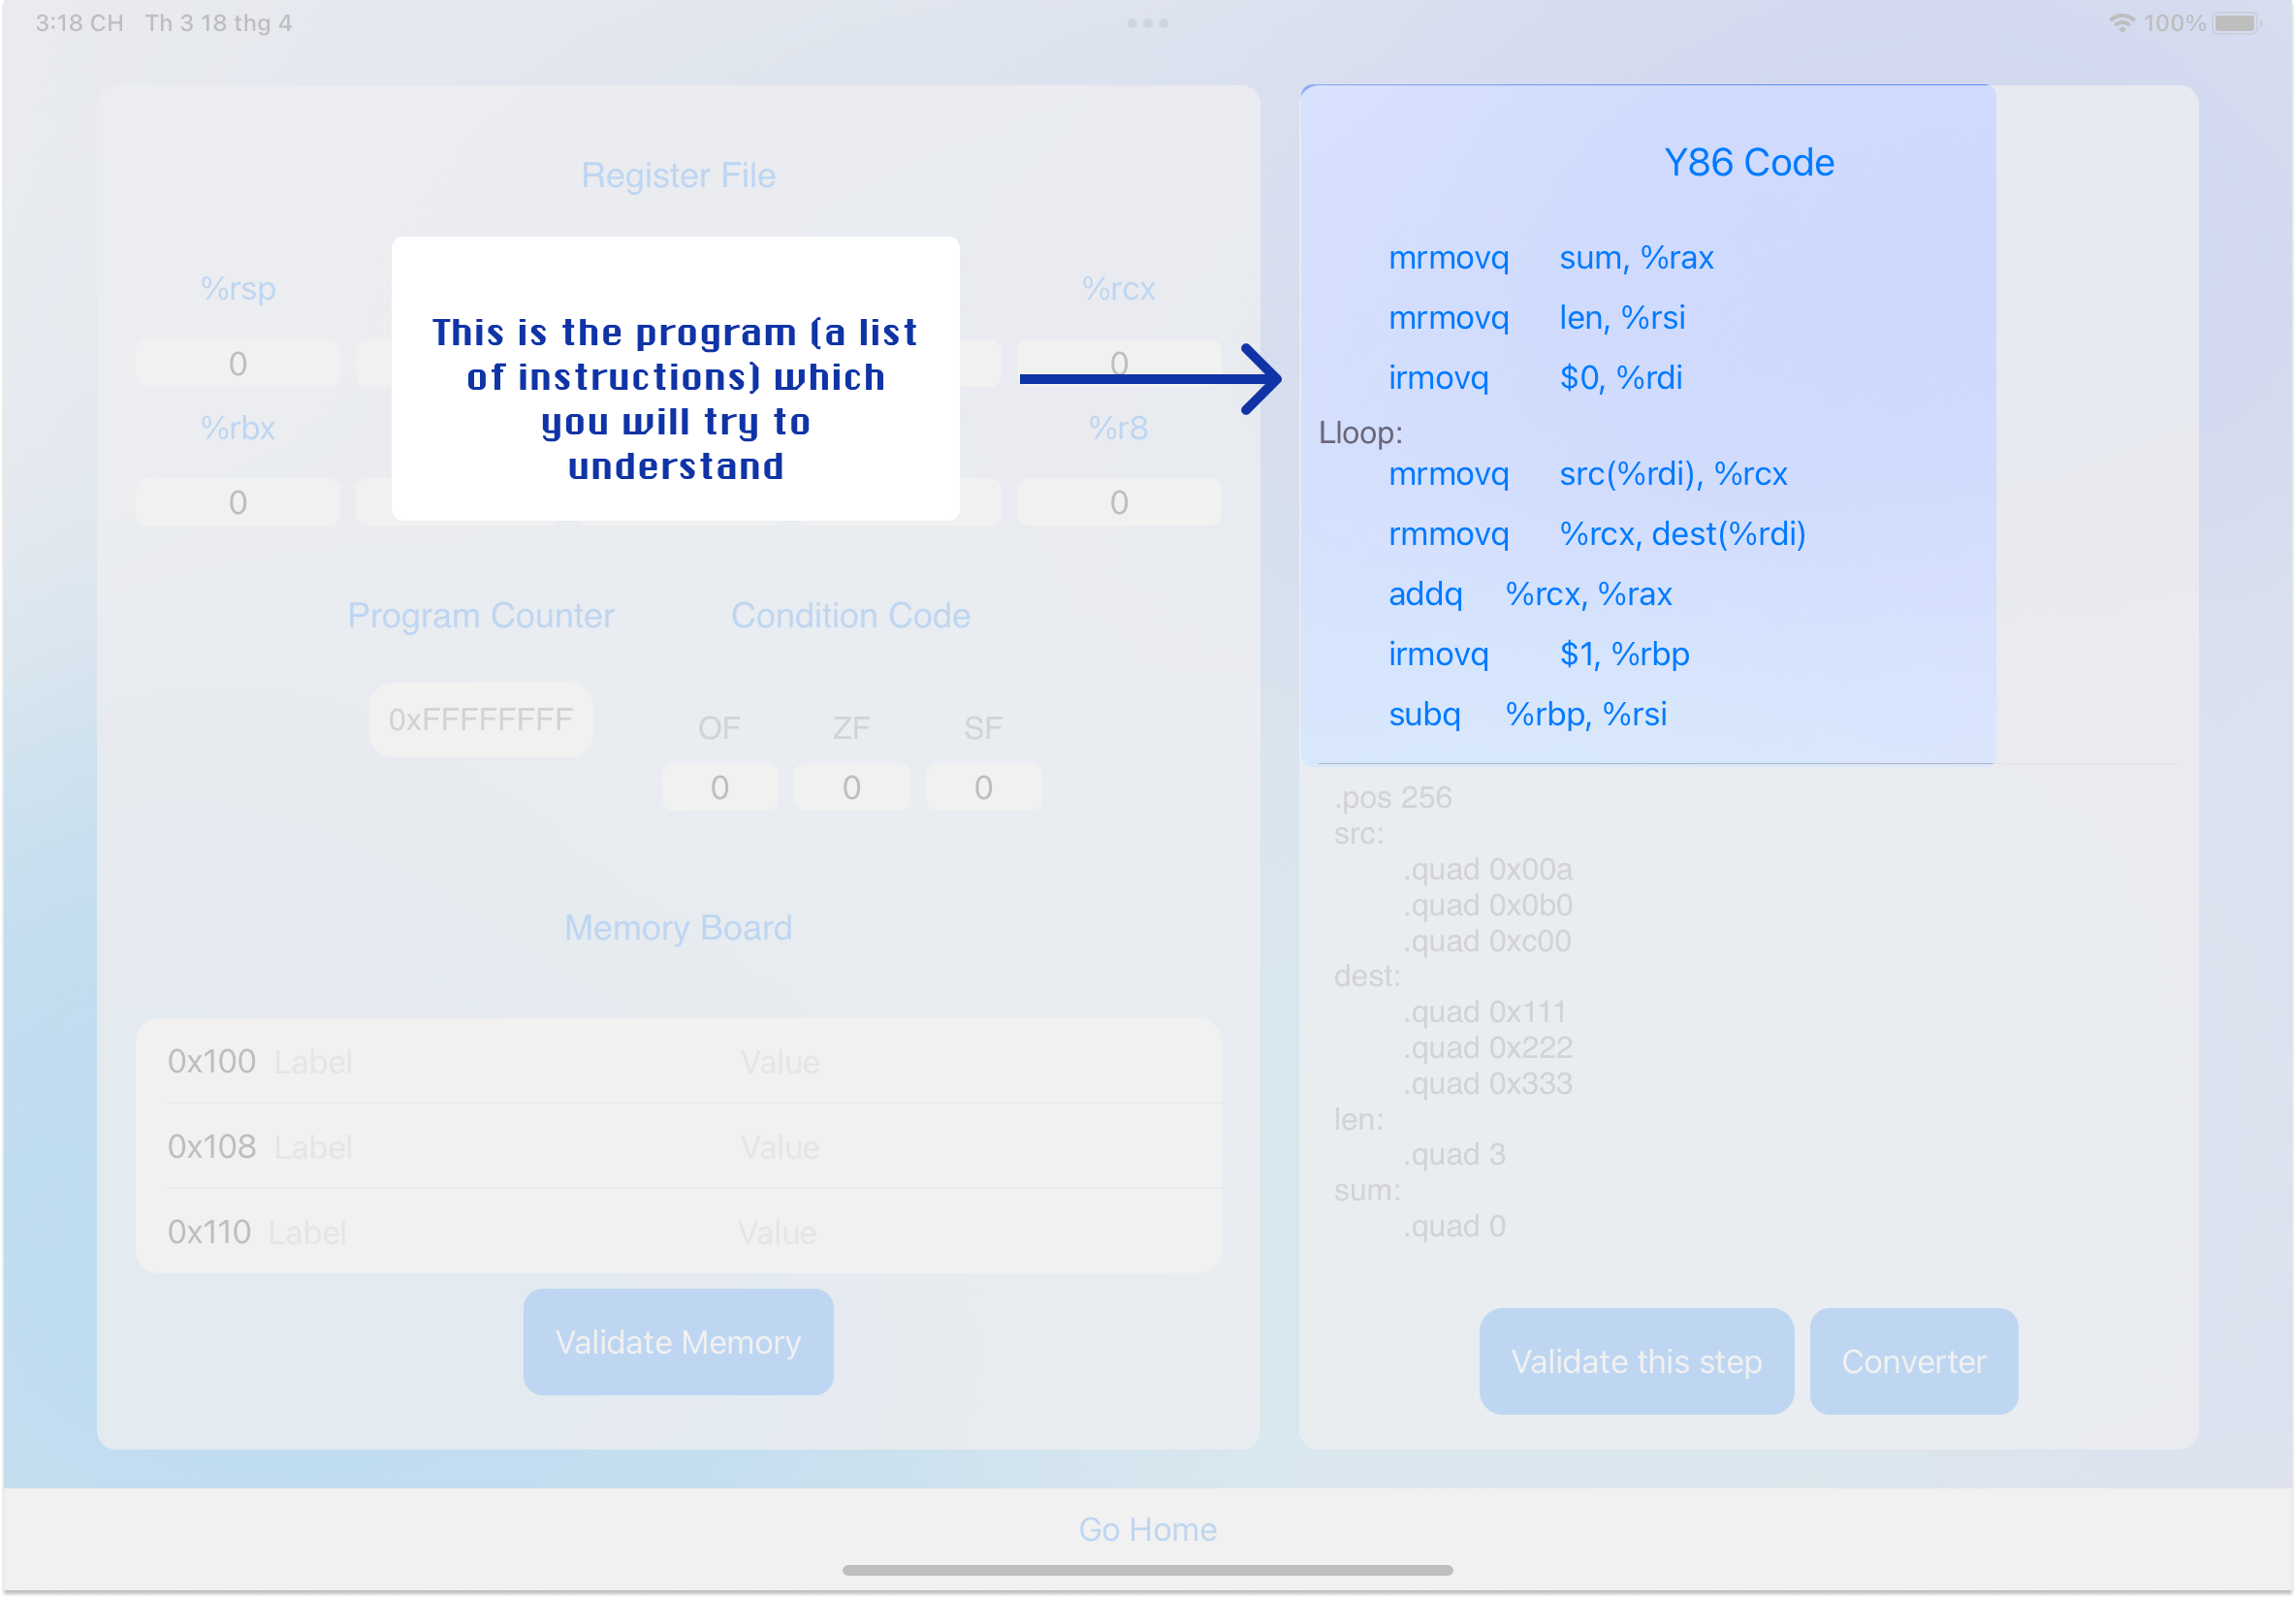 3:18 CH Th 3 18 thg 4
100%
Register File
%rsp
%rcx
0
0
%rbx
%r8
0
0
This is the program (a list
of instructions) which
you will try to
understand
Program Counter
Condition Code
0xFFFFFFFF
OF ZF SF
0 0 0
Memory Board
0x100 Label Value
0x108 Label Value
0x110 Label Value
Validate Memory
Y86 Code
mrmovq sum, %rax
mrmovq len, %rsi
irmovq $0, %rdi
Lloop:
mrmovq src(%rdi), %rcx
rmmovq %rcx, dest(%rdi)
addq %rcx, %rax
irmovq $1, %rbp
subq %rbp, %rsi
.pos 256
src:
.quad 0x00a
.quad 0x0b0
.quad 0xc00
dest:
.quad 0x111
.quad 0x222
.quad 0x333
len:
.quad 3
sum:
.quad 0
Validate this step
Converter
Go Home